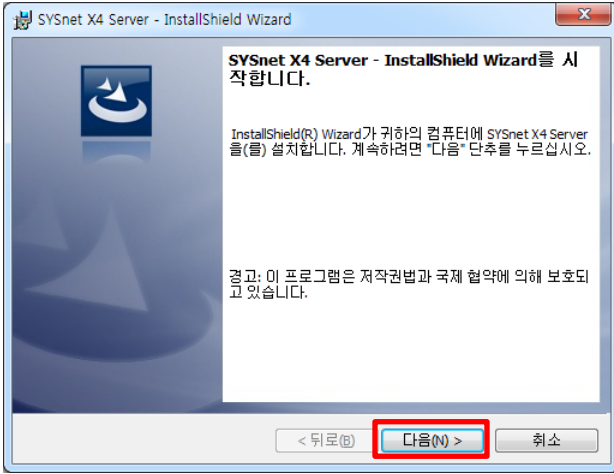 SYSnet X4 Server - InstallShield Wizard
SYSnet X4 Server - InstallShield Wizard를 시
작합니다.
InstallShield(R) Wizard가 귀하의 컴퓨터에 SYSnet X4 Server
을(를) 설치합니다. 계속하려면 "다음" 단추를 누르십시오.
경고: 이 프로그램은 저작권법과 국제 협약에 의해 보호되
고 있습니다.
< 뒤로(B) 다음(N) > 취소